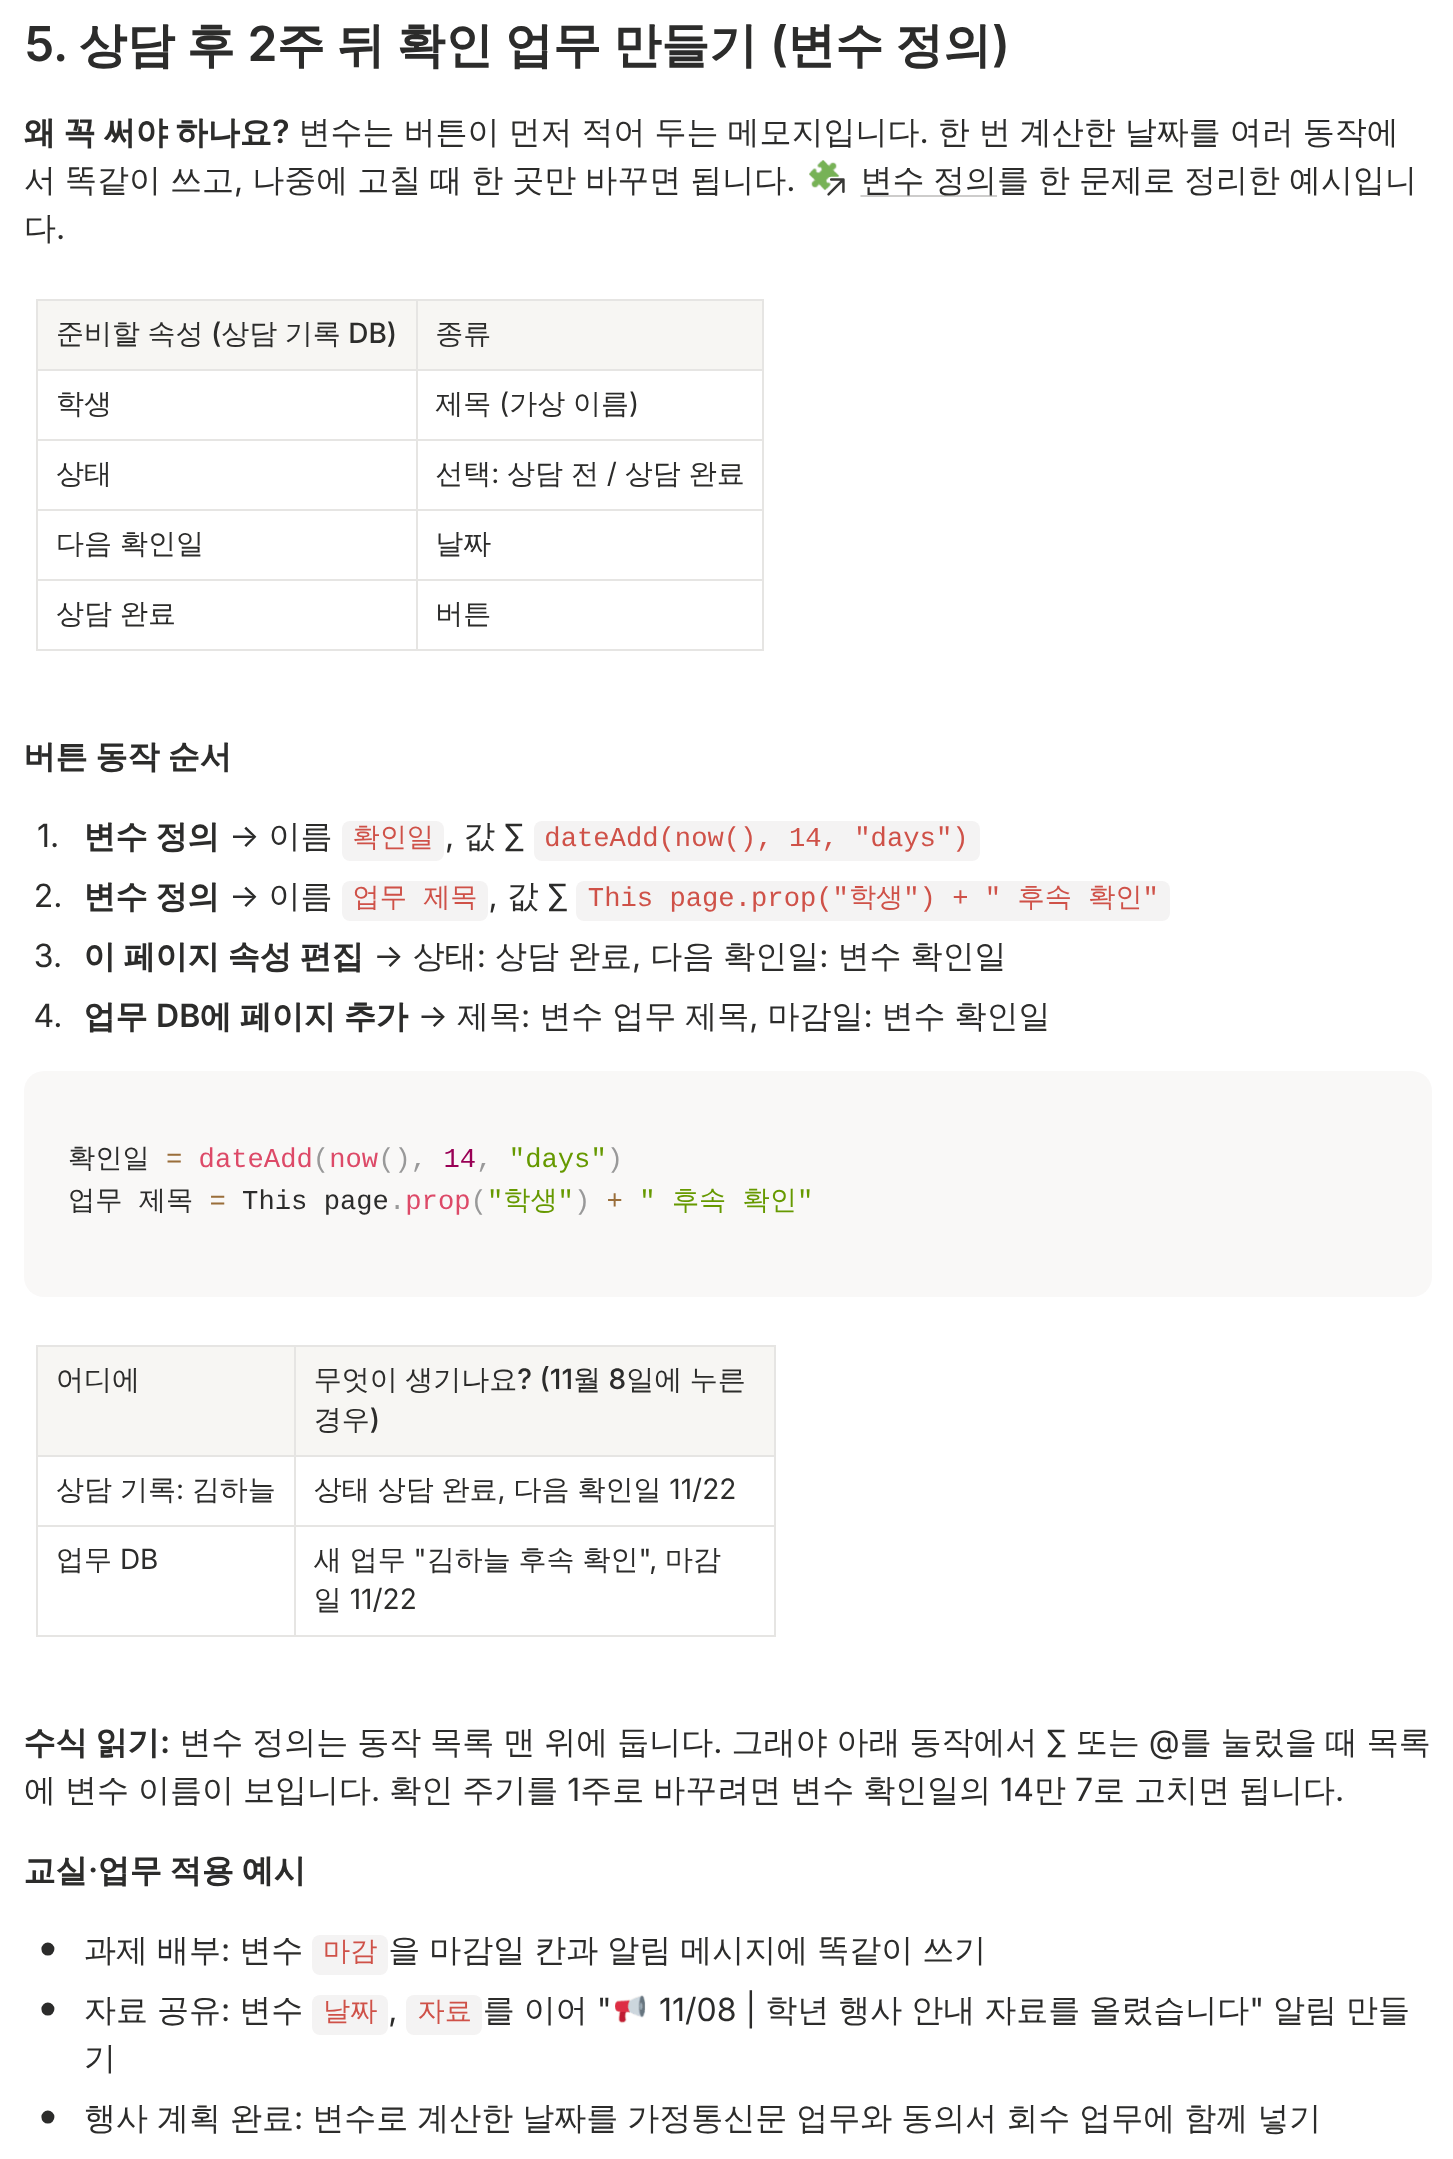 5. 상담 후 2주 뒤 확인 업무 만들기 (변수 정의)
왜 꼭 써야 하나요? 변수는 버튼이 먼저 적어 두는 메모지입니다. 한 번 계산한 날짜를 여러 동작에
서 똑같이 쓰고, 나중에 고칠 때 한 곳만 바꾸면 됩니다. 변수 정의를 한 문제로 정리한 예시입니
다.
준비할 속성 (상담 기록 DB) 종류
학생 제목 (가상 이름)
상태 선택: 상담 전 / 상담 완료
다음 확인일 날짜
상담 완료 버튼
버튼 동작 순서
1. 변수 정의 → 이름 확인일, 값 ∑ dateAdd(now(), 14, "days")
2. 변수 정의 → 이름 업무 제목, 값 ∑ This page.prop("학생") + " 후속 확인"
3. 이 페이지 속성 편집 → 상태: 상담 완료, 다음 확인일: 변수 확인일
4. 업무 DB에 페이지 추가 → 제목: 변수 업무 제목, 마감일: 변수 확인일
확인일 = dateAdd(now(), 14, "days")
업무 제목 = This page.prop("학생") + " 후속 확인"
어디에 무엇이 생기나요? (11월 8일에 누른
경우)
상담 기록: 김하늘 상태 상담 완료, 다음 확인일 11/22
업무 DB 새 업무 "김하늘 후속 확인", 마감
일 11/22
수식 읽기: 변수 정의는 동작 목록 맨 위에 둡니다. 그래야 아래 동작에서 ∑ 또는 @를 눌렀을 때 목록
에 변수 이름이 보입니다. 확인 주기를 1주로 바꾸려면 변수 확인일의 14만 7로 고치면 됩니다.
교실·업무 적용 예시
• 과제 배부: 변수 마감을 마감일 칸과 알림 메시지에 똑같이 쓰기
• 자료 공유: 변수 날짜, 자료를 이어 "📢 11/08 | 학년 행사 안내 자료를 올렸습니다" 알림 만들
기
• 행사 계획 완료: 변수로 계산한 날짜를 가정통신문 업무와 동의서 회수 업무에 함께 넣기